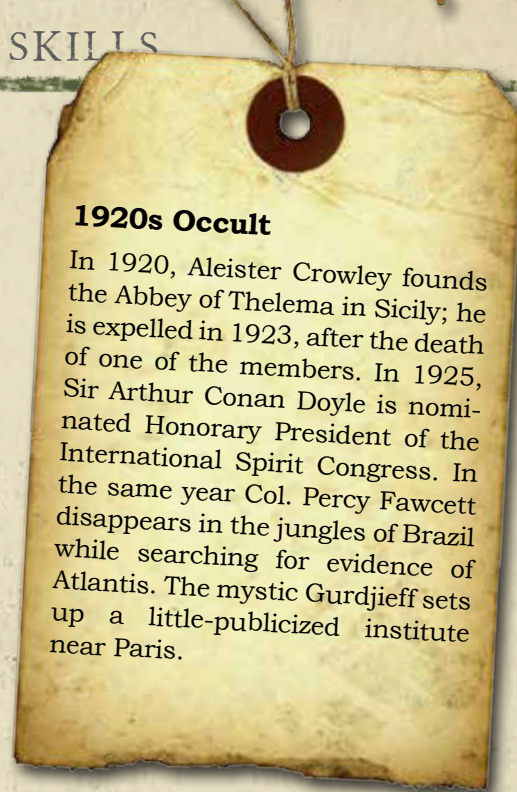 SKILLS
1920s Occult
In 1920, Aleister Crowley founds
the Abbey of Thelema in Sicily; he
is expelled in 1923, after the death
of one of the members. In 1925,
Sir Arthur Conan Doyle is nomi-
nated Honorary President of the
International Spirit Congress. In
the same year Col. Percy Fawcett
disappears in the jungles of Brazil
while searching for evidence of
Atlantis. The mystic Gurdjieff sets
up a little-publicized institute
near Paris.